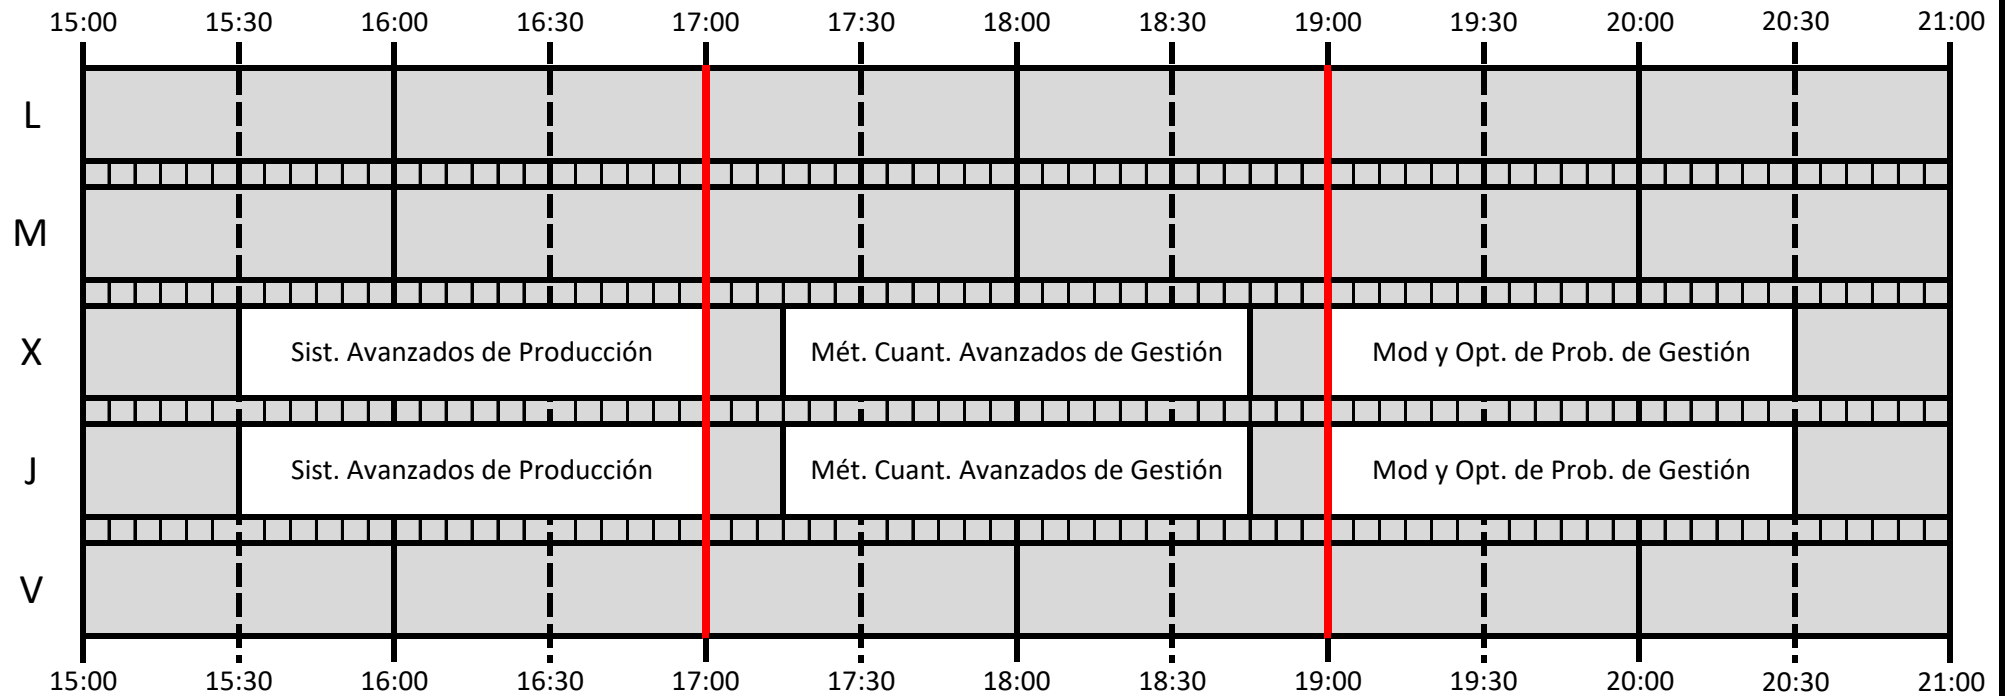 15:00 15:30 16:00 16:30 17:00 17:30 18:00 18:30 19:00 19:30 20:00 20:30 21:00
L
M
X Sist. Avanzados de Producción Mét. Cuant. Avanzados de Gestión Mod y Opt. de Prob. de Gestión
J Sist. Avanzados de Producción Mét. Cuant. Avanzados de Gestión Mod y Opt. de Prob. de Gestión
V
15:00 15:30 16:00 16:30 17:00 17:30 18:00 18:30 19:00 19:30 20:00 20:30 21:00